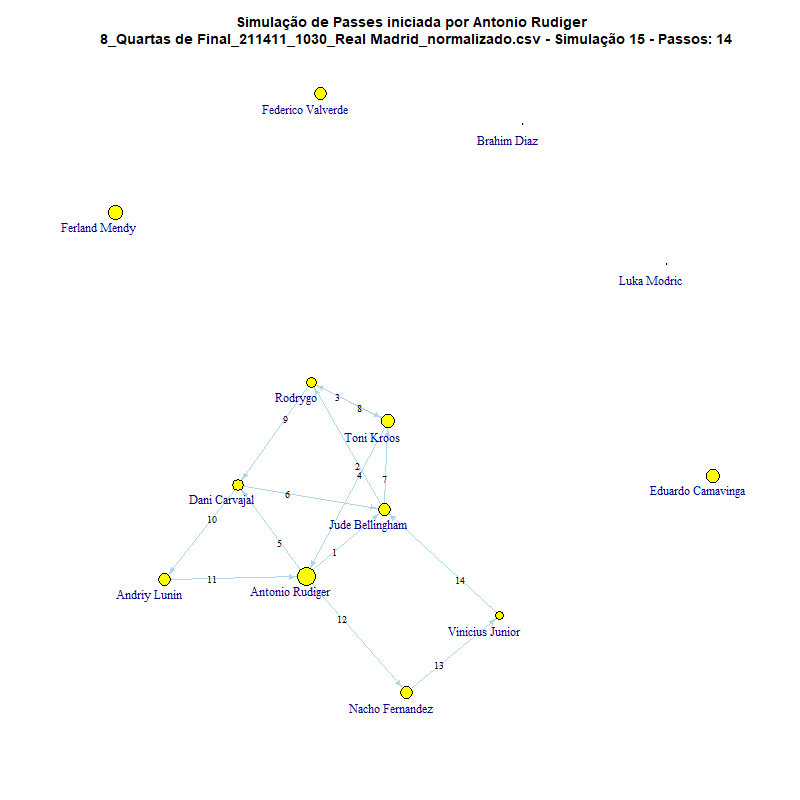 Simulação de Passes iniciada por Antonio Rudiger
8_Quartas de Final_211411_1030_Real Madrid_normalizado.csv - Simulação 15 - Passos: 14
Federico Valverde
Brahim Diaz
Ferland Mendy
Luka Modric
Rodrygo
3
8
9
Toni Kroos
2
4
7
Dani Carvajal
6
Eduardo Camavinga
10
Jude Bellingham
5
1
11
14
Andriy Lunin
Antonio Rudiger
12
Vinicius Junior
13
Nacho Fernandez